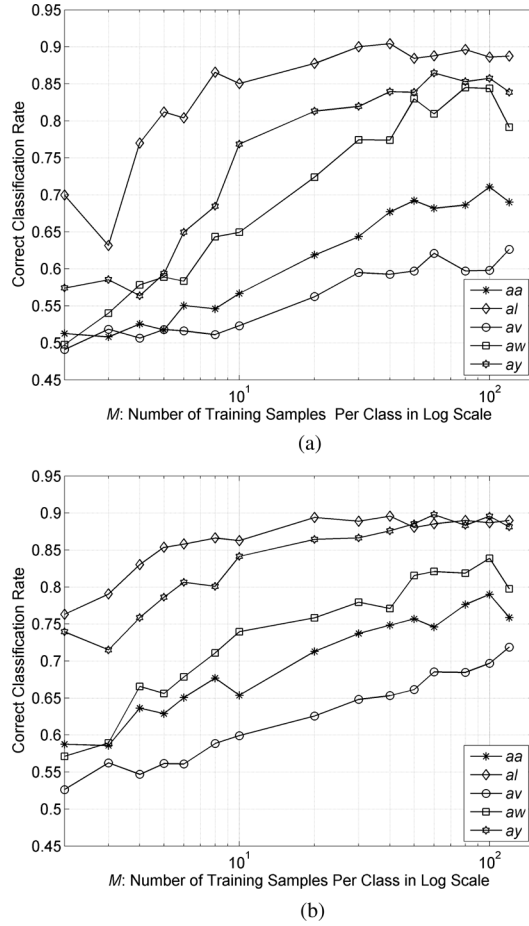 0.95
0.9
0.85
0.8
0.75
0.7
0.65
0.6
0.55
0.5
0.45
Correct Classification Rate
10^1
10^2
M: Number of Training Samples Per Class in Log Scale
aa
al
av
aw
ay
(a)
0.95
0.9
0.85
0.8
0.75
0.7
0.65
0.6
0.55
0.5
0.45
Correct Classification Rate
10^1
10^2
M: Number of Training Samples Per Class in Log Scale
aa
al
av
aw
ay
(b)